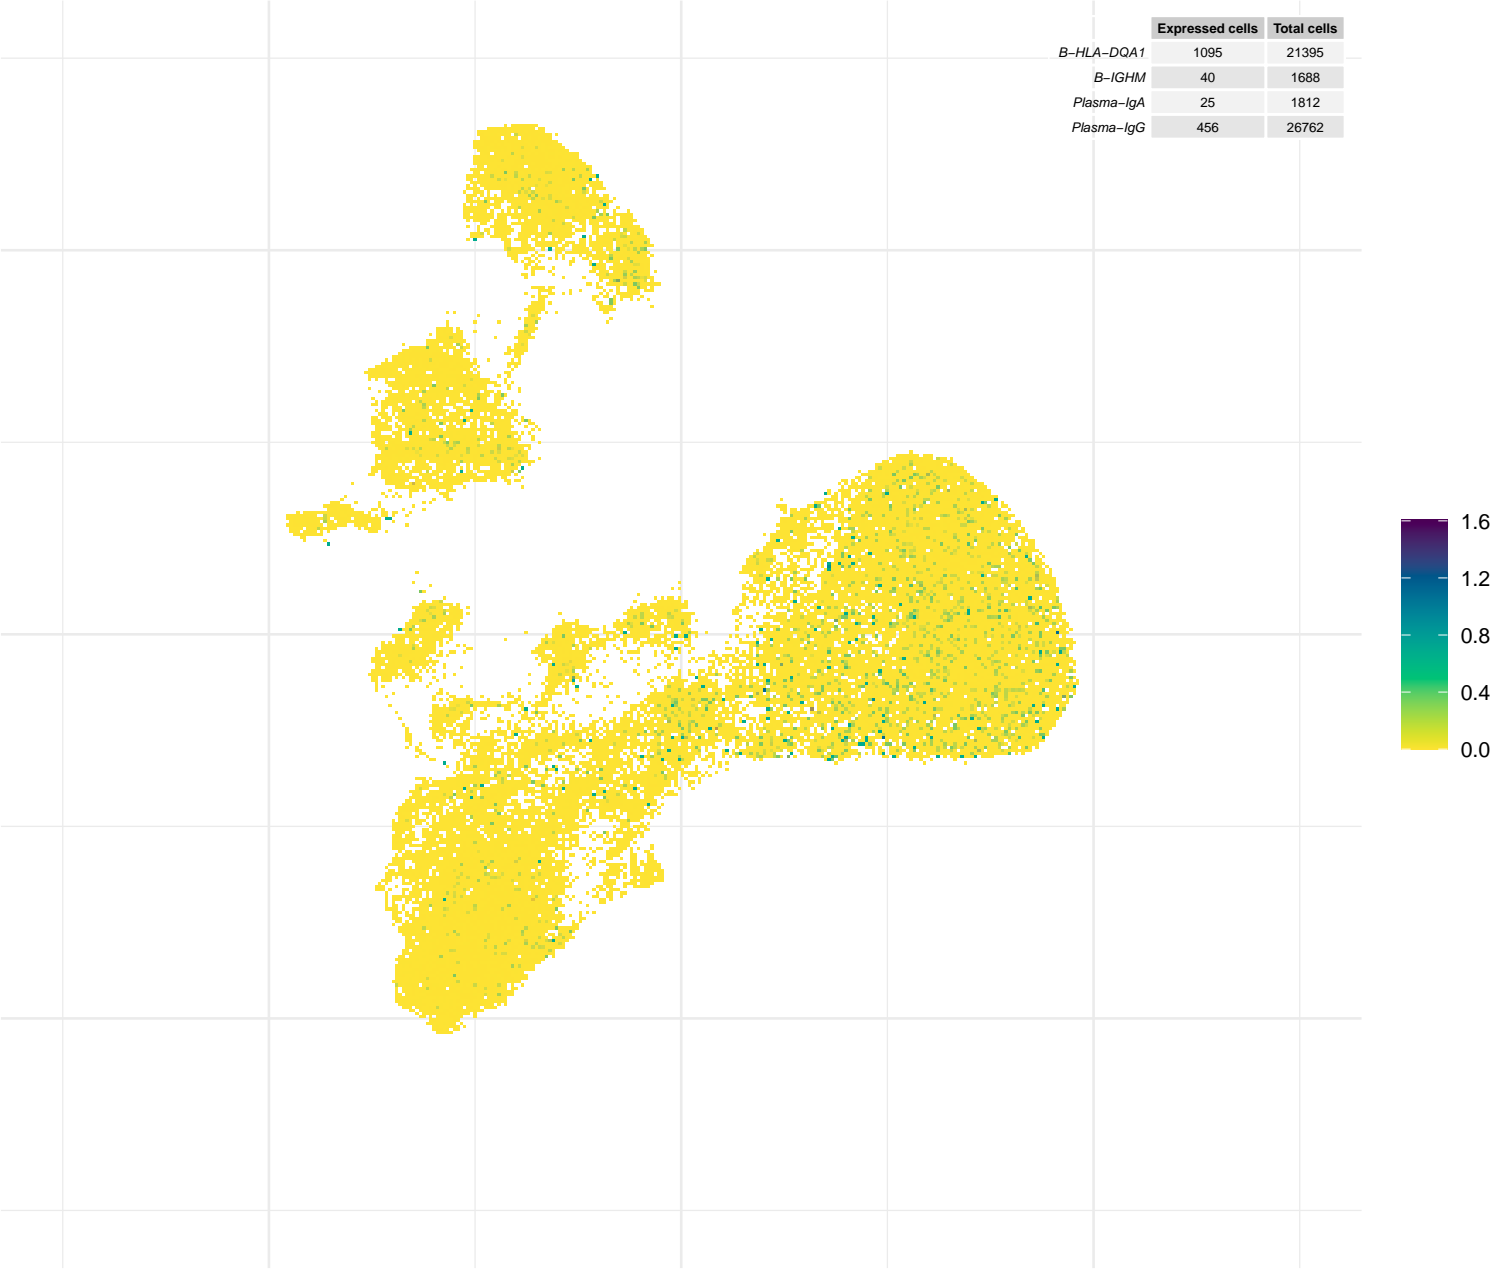 Expressed cells Total cells
B−HLA−DQA1 1095 21395
B−IGHM 40 1688
Plasma−IgA 25 1812
Plasma−IgG 456 26762
1.6
1.2
0.8
0.4
0.0